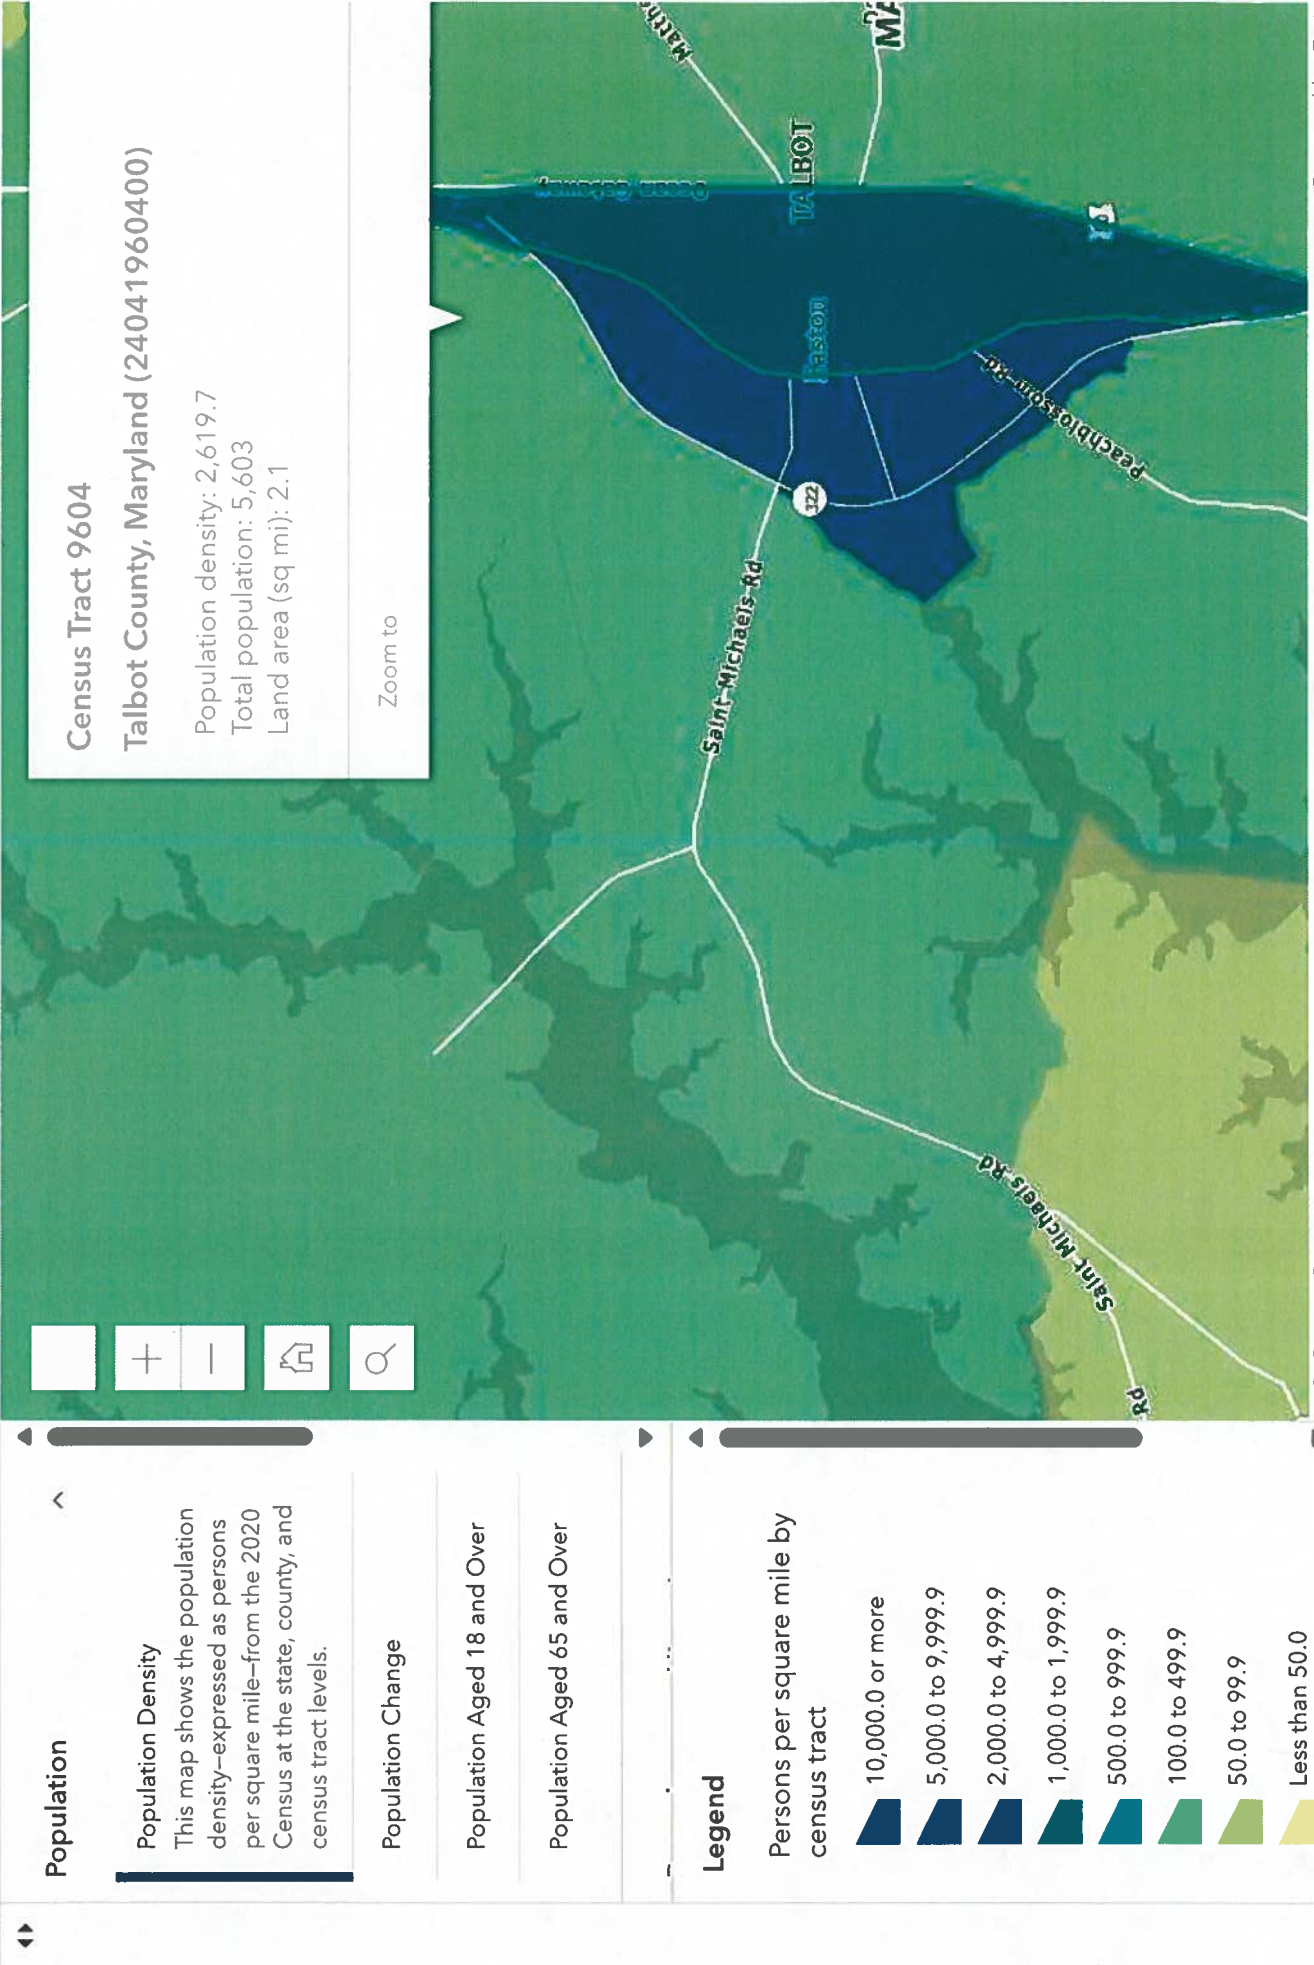 Population
Population Density
This map shows the population
density—expressed as persons
per square mile—from the 2020
Census at the state, county, and
census tract levels.
Population Change
Population Aged 18 and Over
Population Aged 65 and Over
Legend
Persons per square mile by
census tract
10,000.0 or more
5,000.0 to 9,999.9
2,000.0 to 4,999.9
1,000.0 to 1,999.9
500.0 to 999.9
100.0 to 499.9
50.0 to 99.9
Less than 50.0
Census Tract 9604
Talbot County, Maryland (24041960400)
Population density: 2,619.7
Total population: 5,603
Land area (sq mi): 2.1
Zoom to
Ocean Gateway
TALBOT
Easton
322
Saint Michaels Rd
Peachblossom Rd
Saint Michaels Rd
Rd